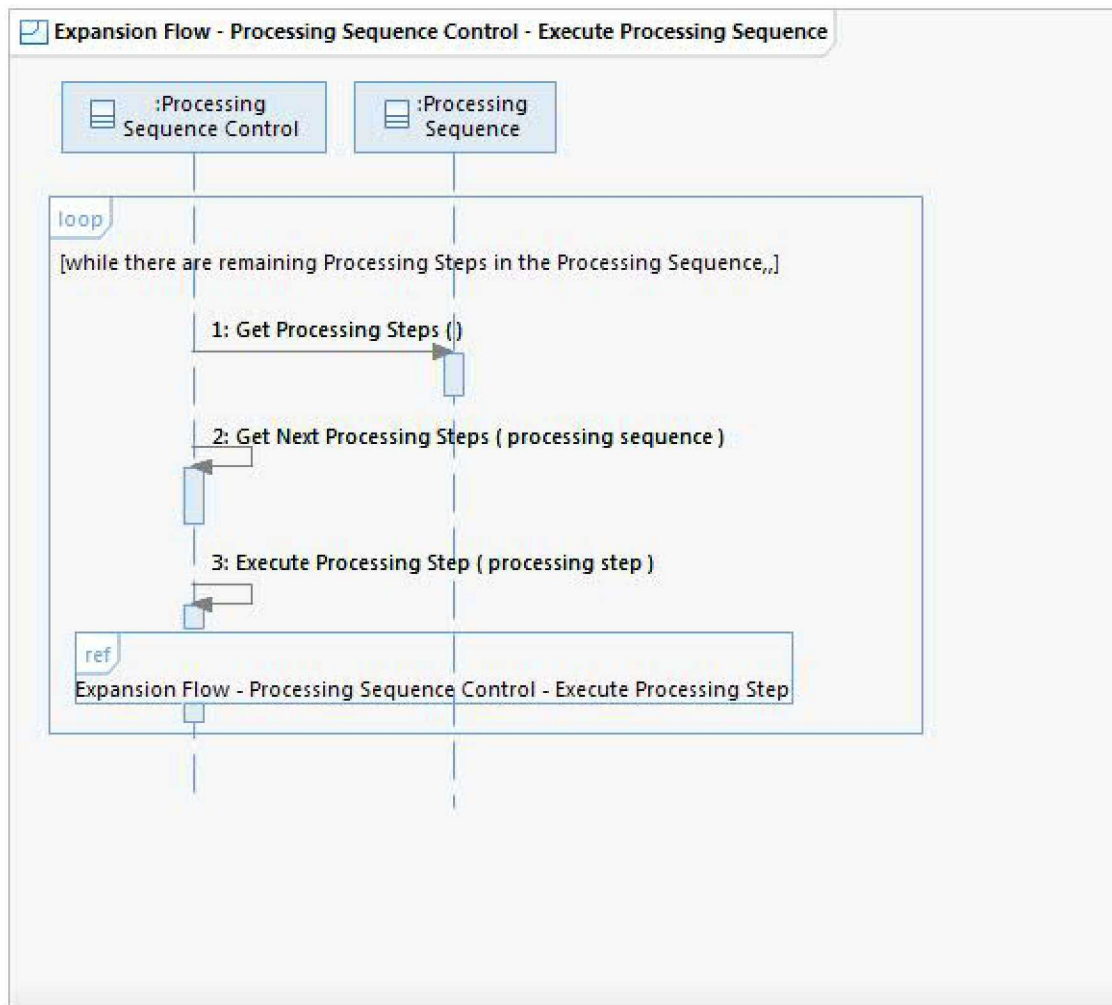 Expansion Flow - Processing Sequence Control - Execute Processing Sequence
:Processing
Sequence Control
:Processing
Sequence
loop
[while there are remaining Processing Steps in the Processing Sequence,,]
1: Get Processing Steps ( )
2: Get Next Processing Steps ( processing sequence )
3: Execute Processing Step ( processing step )
ref
Expansion Flow - Processing Sequence Control - Execute Processing Step